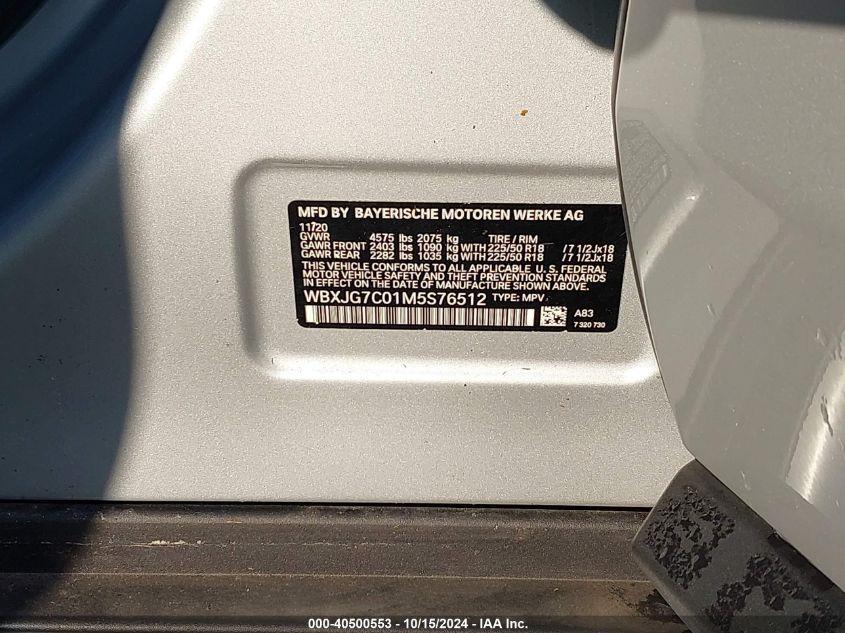 MFD BY BAYERISCHE MOTOREN WERKE AG
11/20
GVWR 4575 lbs 2075 kg TIRE / RIM
GAWR FRONT 2403 lbs 1090 kg WITH 225/50 R18 / 7 1/2Jx18
GAWR REAR 2282 lbs 1035 kg WITH 225/50 R18 / 7 1/2Jx18
THIS VEHICLE CONFORMS TO ALL APPLICABLE U. S. FEDERAL
MOTOR VEHICLE SAFETY, BUMPER, AND THEFT PREVENTION STANDARDS
IN EFFECT ON THE DATE OF MANUFACTURE SHOWN ABOVE.
WBXJG7C01M5S76512 TYPE: MPV
A83
7 320 730
000-40500553 / 10/15/2024 - IAA Inc.